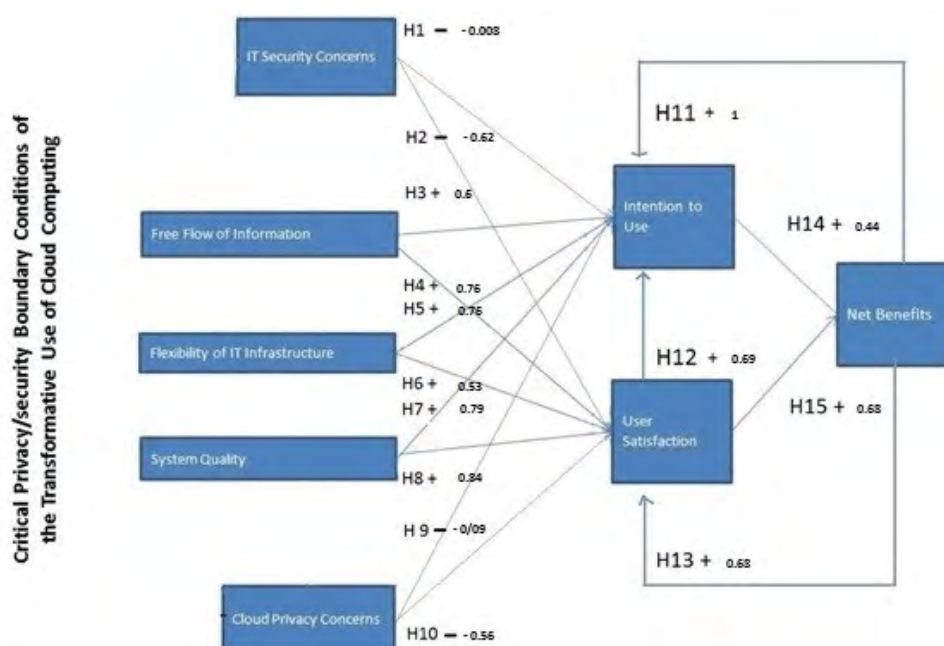 Critical Privacy/security Boundary Conditions of
the Transformative Use of Cloud Computing
IT Security Concerns
Free Flow of Information
Flexibility of IT Infrastructure
System Quality
Cloud Privacy Concerns
H1 – -0.008
H2 – -0.62
H3 + 0.6
H4 + 0.76
H5 + 0.76
H6 + 0.53
H7 + 0.79
H8 + 0.84
H 9 – -0/09
H10 – -0.56
Intention to
Use
User
Satisfaction
H11 + 1
H12 + 0.69
H13 + 0.68
H14 + 0.44
H15 + 0.68
Net Benefits